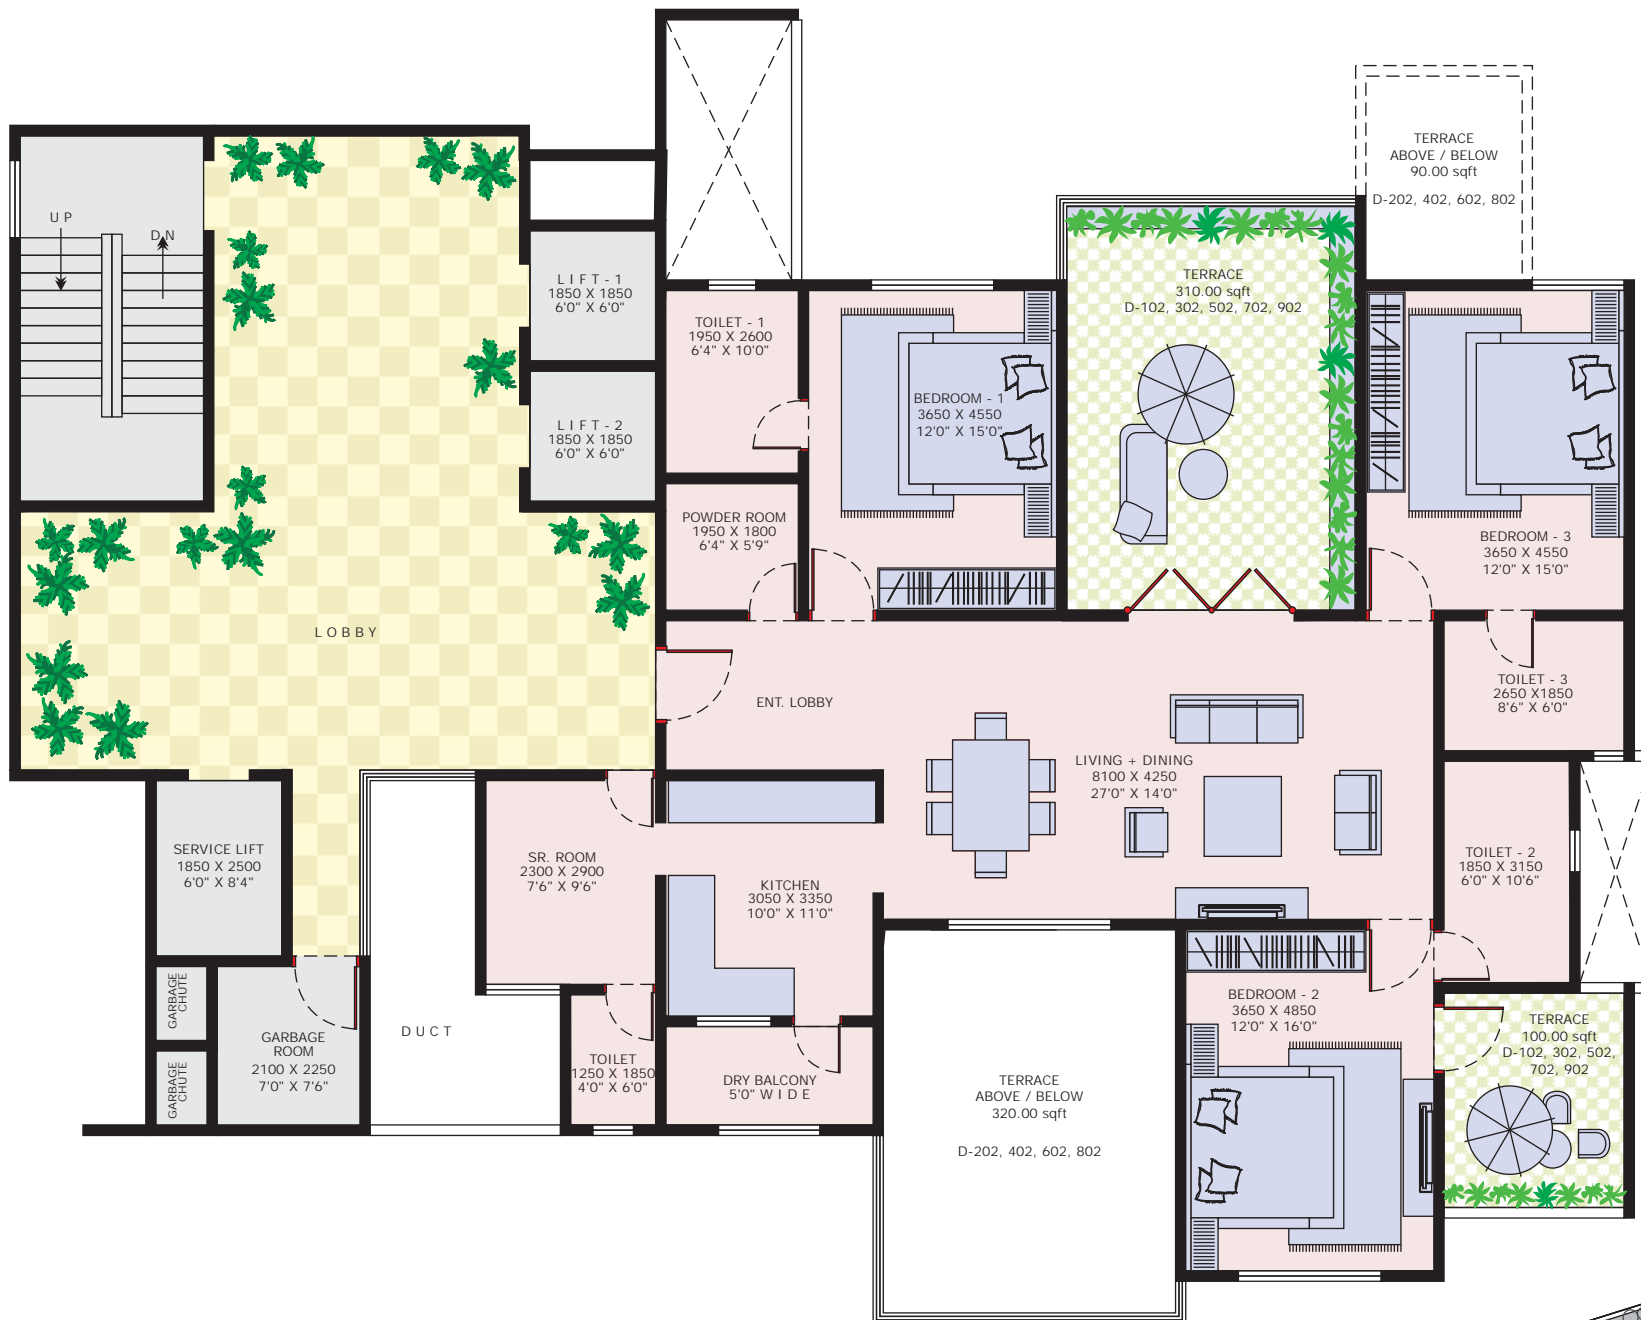 UP
DN
LIFT - 1
1850 X 1850
6'0" X 6'0"
LIFT - 2
1850 X 1850
6'0" X 6'0"
TOILET - 1
1950 X 2600
6'4" X 10'0"
POWDER ROOM
1950 X 1800
6'4" X 5'9"
BEDROOM - 1
3650 X 4550
12'0" X 15'0"
TERRACE
310.00 sqft
D-102, 302, 502, 702, 902
TERRACE
ABOVE / BELOW
90.00 sqft
D-202, 402, 602, 802
BEDROOM - 3
3650 X 4550
12'0" X 15'0"
TOILET - 3
2650 X1850
8'6" X 6'0"
LOBBY
ENT. LOBBY
LIVING + DINING
8100 X 4250
27'0" X 14'0"
TOILET - 2
1850 X 3150
6'0" X 10'6"
SERVICE LIFT
1850 X 2500
6'0" X 8'4"
SR. ROOM
2300 X 2900
7'6" X 9'6"
KITCHEN
3050 X 3350
10'0" X 11'0"
GARBAGE
CHUTE
GARBAGE
CHUTE
GARBAGE
ROOM
2100 X 2250
7'0" X 7'6"
DUCT
TOILET
1250 X 1850
4'0" X 6'0"
DRY BALCONY
5'0" WIDE
TERRACE
ABOVE / BELOW
320.00 sqft
D-202, 402, 602, 802
BEDROOM - 2
3650 X 4850
12'0" X 16'0"
TERRACE
100.00 sqft
D-102, 302, 502,
702, 902